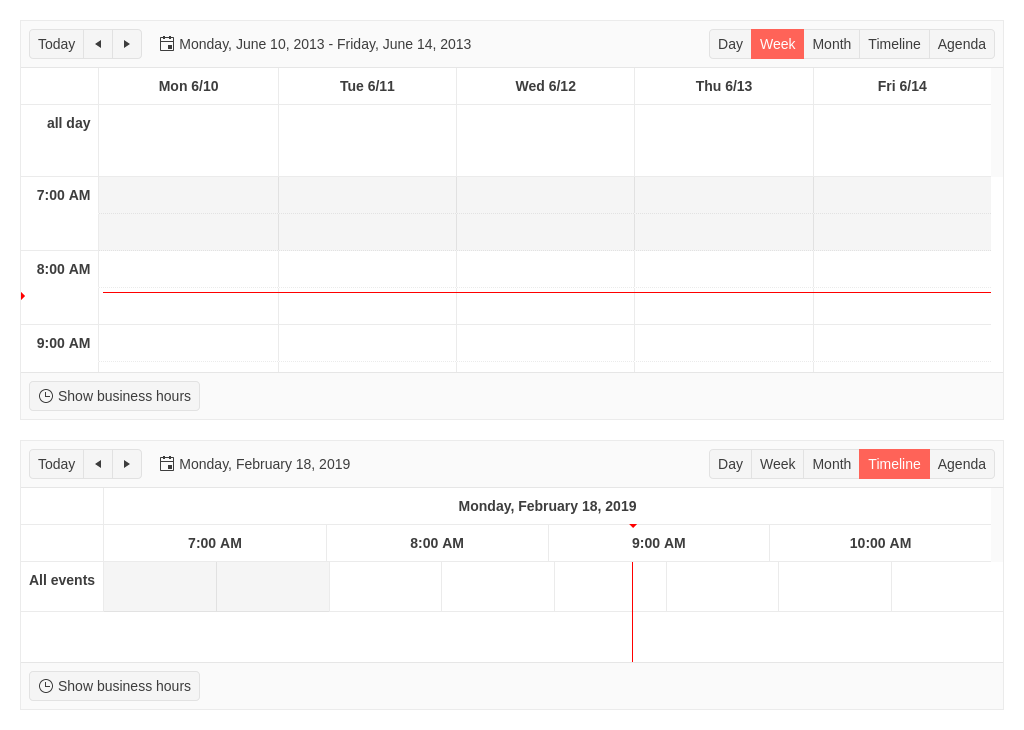 Today Monday, June 10, 2013 - Friday, June 14, 2013 Day Week Month Timeline Agenda
Mon 6/10 Tue 6/11 Wed 6/12 Thu 6/13 Fri 6/14
all day
7:00 AM
8:00 AM
9:00 AM
Show business hours
Today Monday, February 18, 2019 Day Week Month Timeline Agenda
Monday, February 18, 2019
7:00 AM 8:00 AM 9:00 AM 10:00 AM
All events
Show business hours